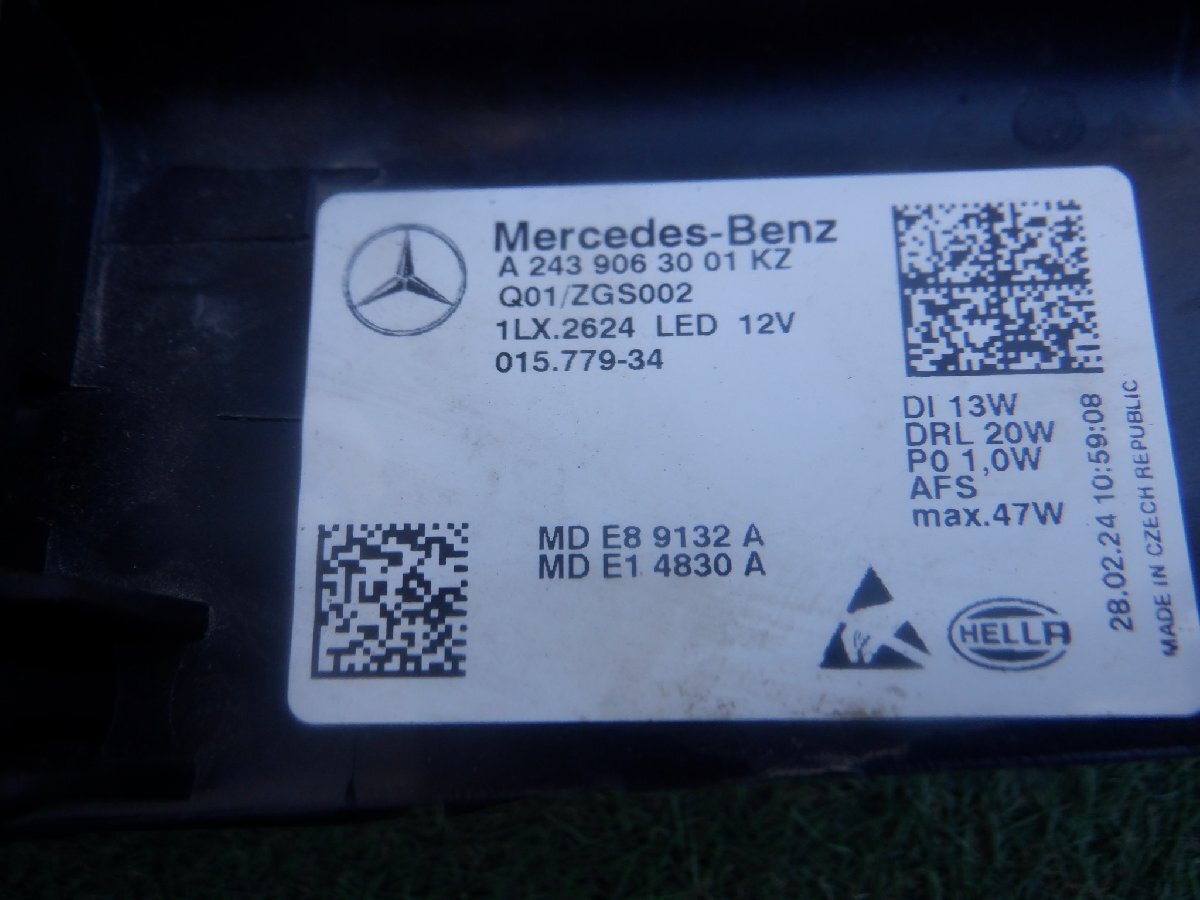 Mercedes-Benz
A 243 906 30 01 KZ
Q01/ZGS002
1LX.2624 LED 12V
015.779-34
DI 13W
DRL 20W
PO 1,0W
AFS
max.47W
MD E8 9132 A
MD E1 4830 A
HELLA
28.02.24 10:59:08
MADE IN CZECH REPUBLIC